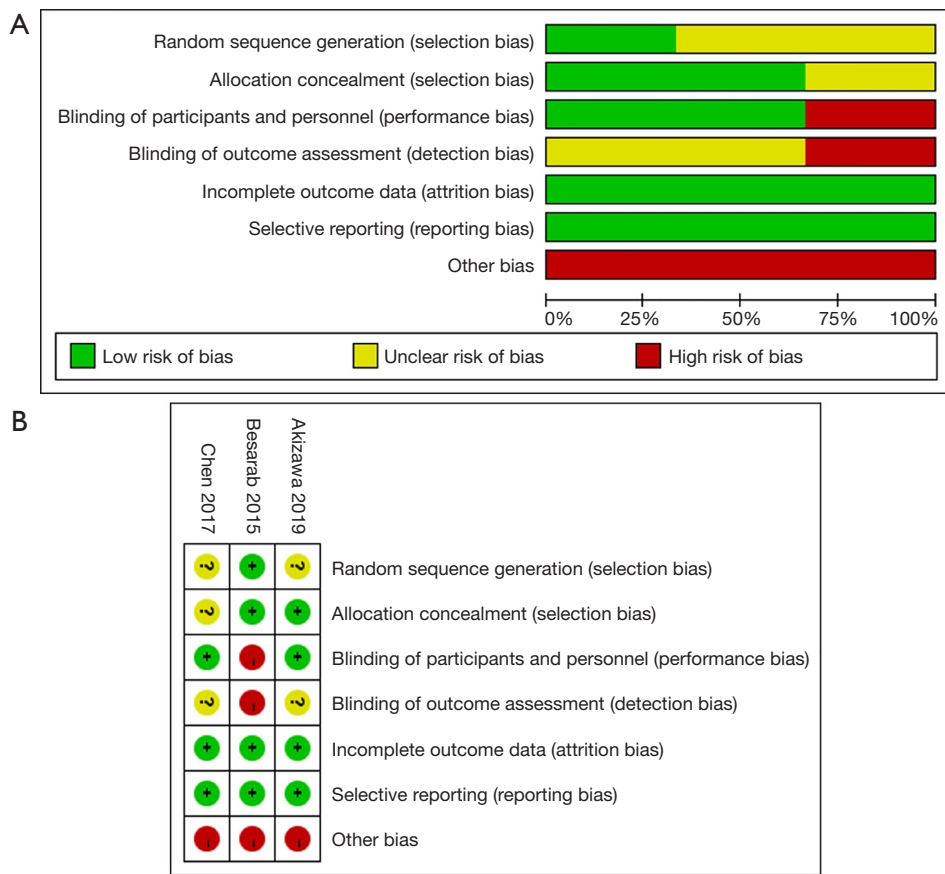 A
Random sequence generation (selection bias)
Allocation concealment (selection bias)
Blinding of participants and personnel (performance bias)
Blinding of outcome assessment (detection bias)
Incomplete outcome data (attrition bias)
Selective reporting (reporting bias)
Other bias
0% 25% 50% 75% 100%
Low risk of bias Unclear risk of bias High risk of bias
B
Chen 2017
Besarab 2015
Akizawa 2019
? + ? Random sequence generation (selection bias)
? + + Allocation concealment (selection bias)
+ - + Blinding of participants and personnel (performance bias)
? - ? Blinding of outcome assessment (detection bias)
+ + + Incomplete outcome data (attrition bias)
+ + + Selective reporting (reporting bias)
- - - Other bias